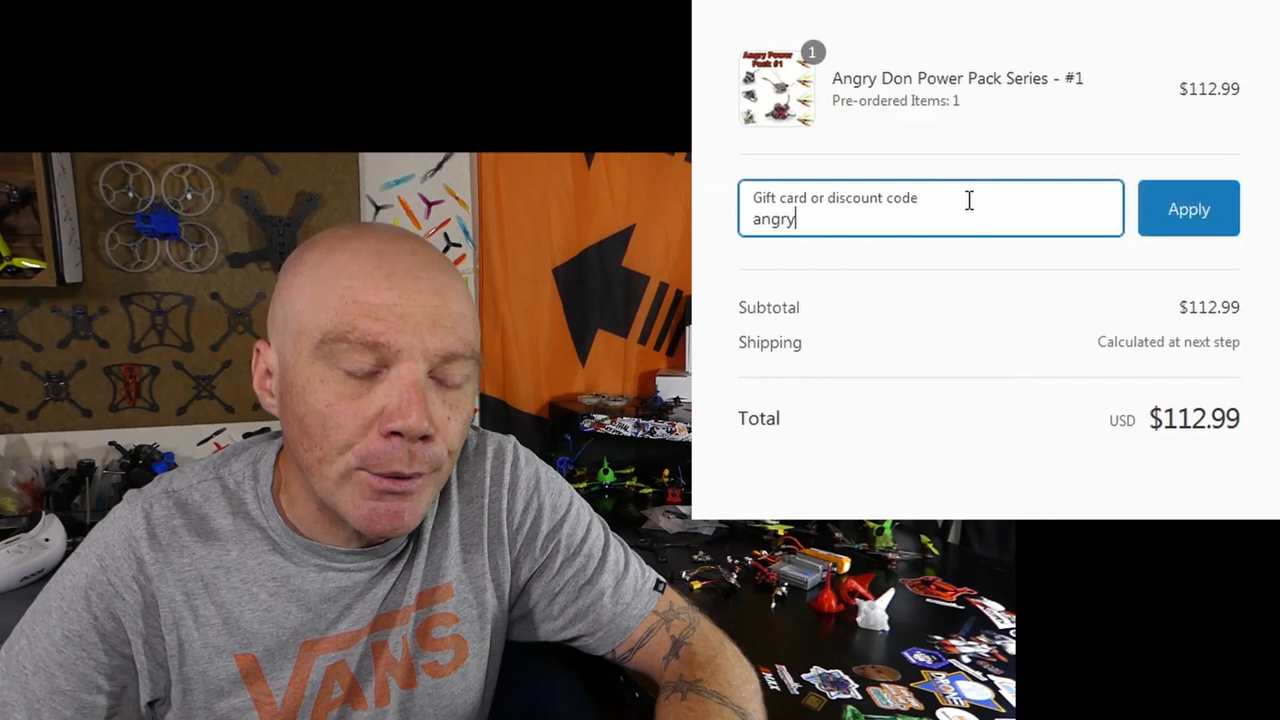 Angry Power
Pack #1
1
Angry Don Power Pack Series - #1
Pre-ordered Items: 1
$112.99
Gift card or discount code
angry
Apply
Subtotal
$112.99
Shipping
Calculated at next step
Total
USD $112.99
VANS
DRONE